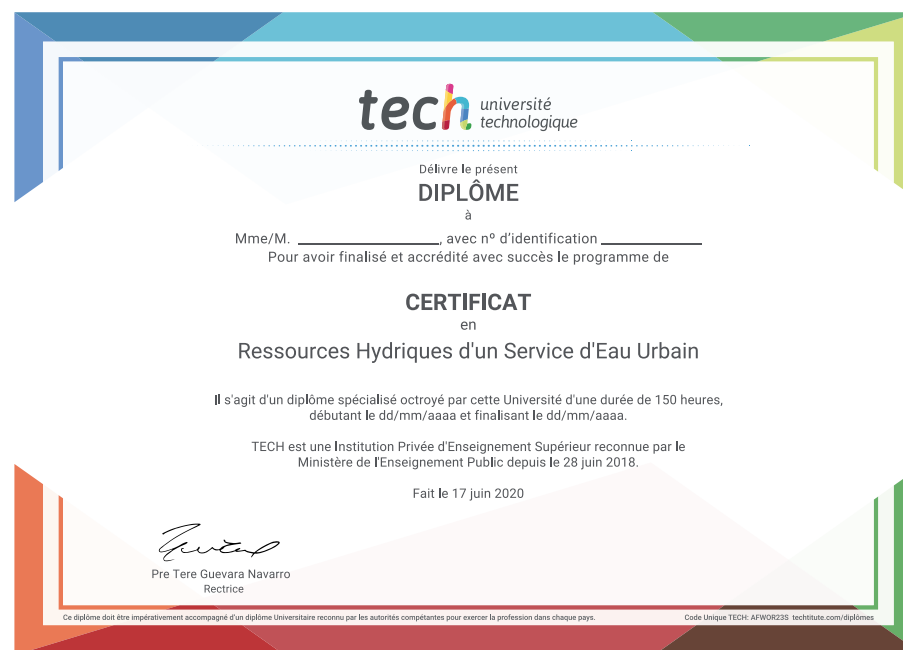 tech université
technologique
Délivre le présent
DIPLÔME
à
Mme/M. ____________________, avec nº d'identification ______________
Pour avoir finalisé et accrédité avec succès le programme de
CERTIFICAT
en
Ressources Hydriques d'un Service d'Eau Urbain
Il s'agit d'un diplôme spécialisé octroyé par cette Université d'une durée de 150 heures,
débutant le dd/mm/aaaa et finalisant le dd/mm/aaaa.
TECH est une Institution Privée d'Enseignement Supérieur reconnue par le
Ministère de l'Enseignement Public depuis le 28 juin 2018.
Fait le 17 juin 2020
Pre Tere Guevara Navarro
Rectrice
Ce diplôme doit être impérativement accompagné d'un diplôme Universitaire reconnu par les autorités compétantes pour exercer la profession dans chaque pays.
Code Unique TECH: AFWOR23S techtitute.com/diplômes